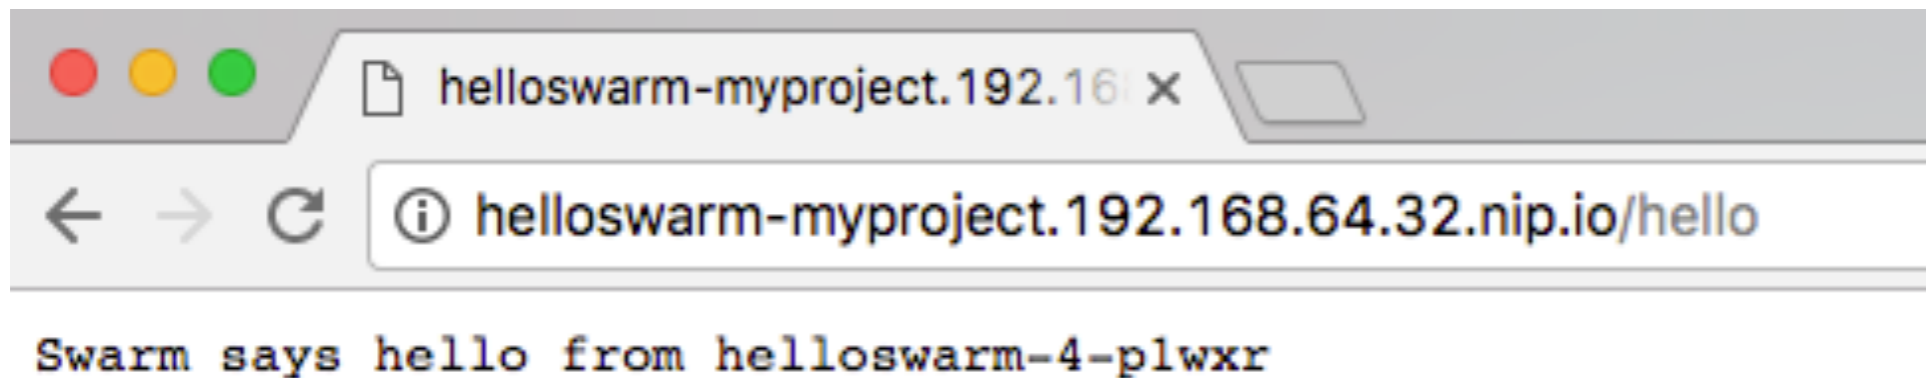 helloswarm-myproject.192.16
helloswarm-myproject.192.168.64.32.nip.io/hello
Swarm says hello from helloswarm-4-plwxr